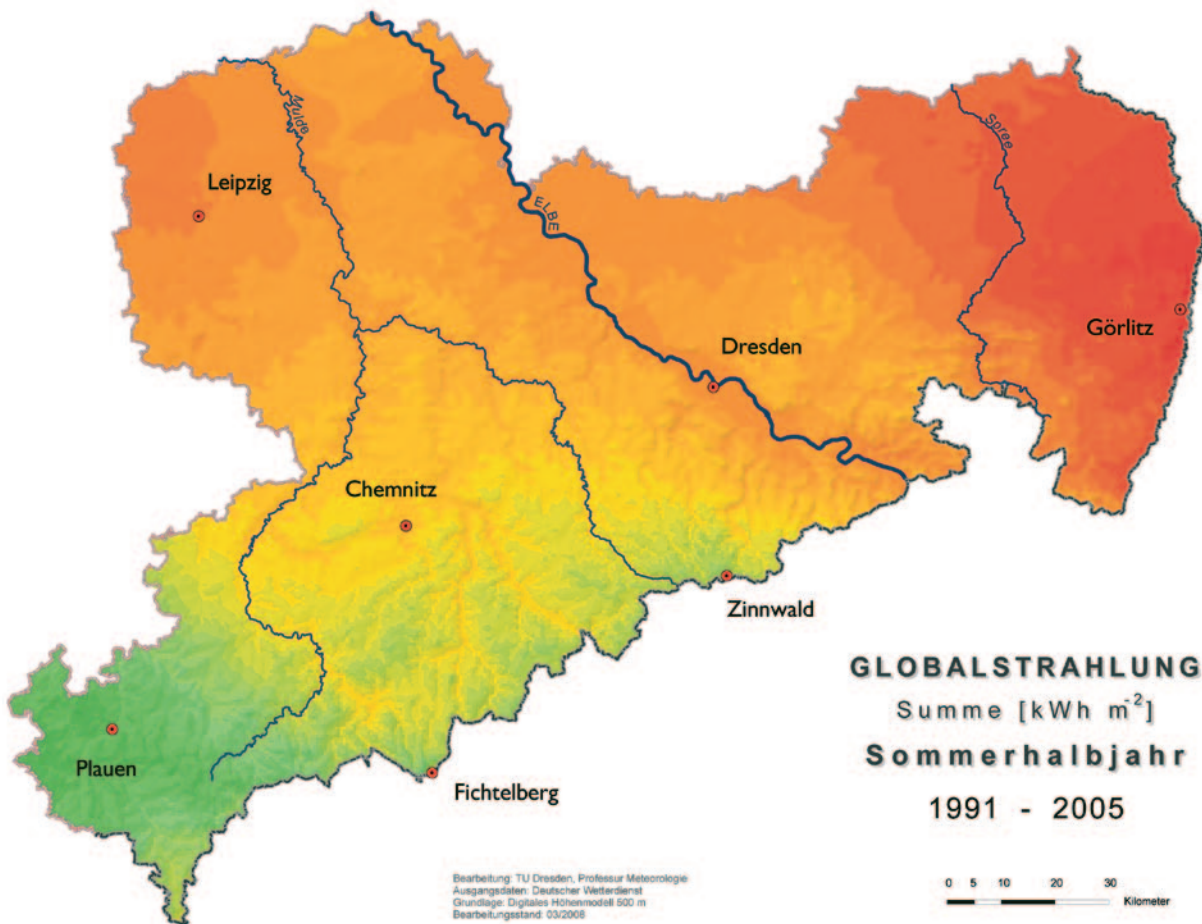 Mulde
Spree
Leipzig
ELBE
Görlitz
Dresden
Chemnitz
Zinnwald
Plauen
Fichtelberg
GLOBALSTRAHLUNG
Summe [kWh m⁻²]
Sommerhalbjahr
1991 - 2005
Bearbeitung: TU Dresden, Professur Meteorologie
Ausgangsdaten: Deutscher Wetterdienst
Grundlage: Digitales Höhenmodell 500 m
Bearbeitungsstand: 03/2008
0 5 10 20 30 Kilometer